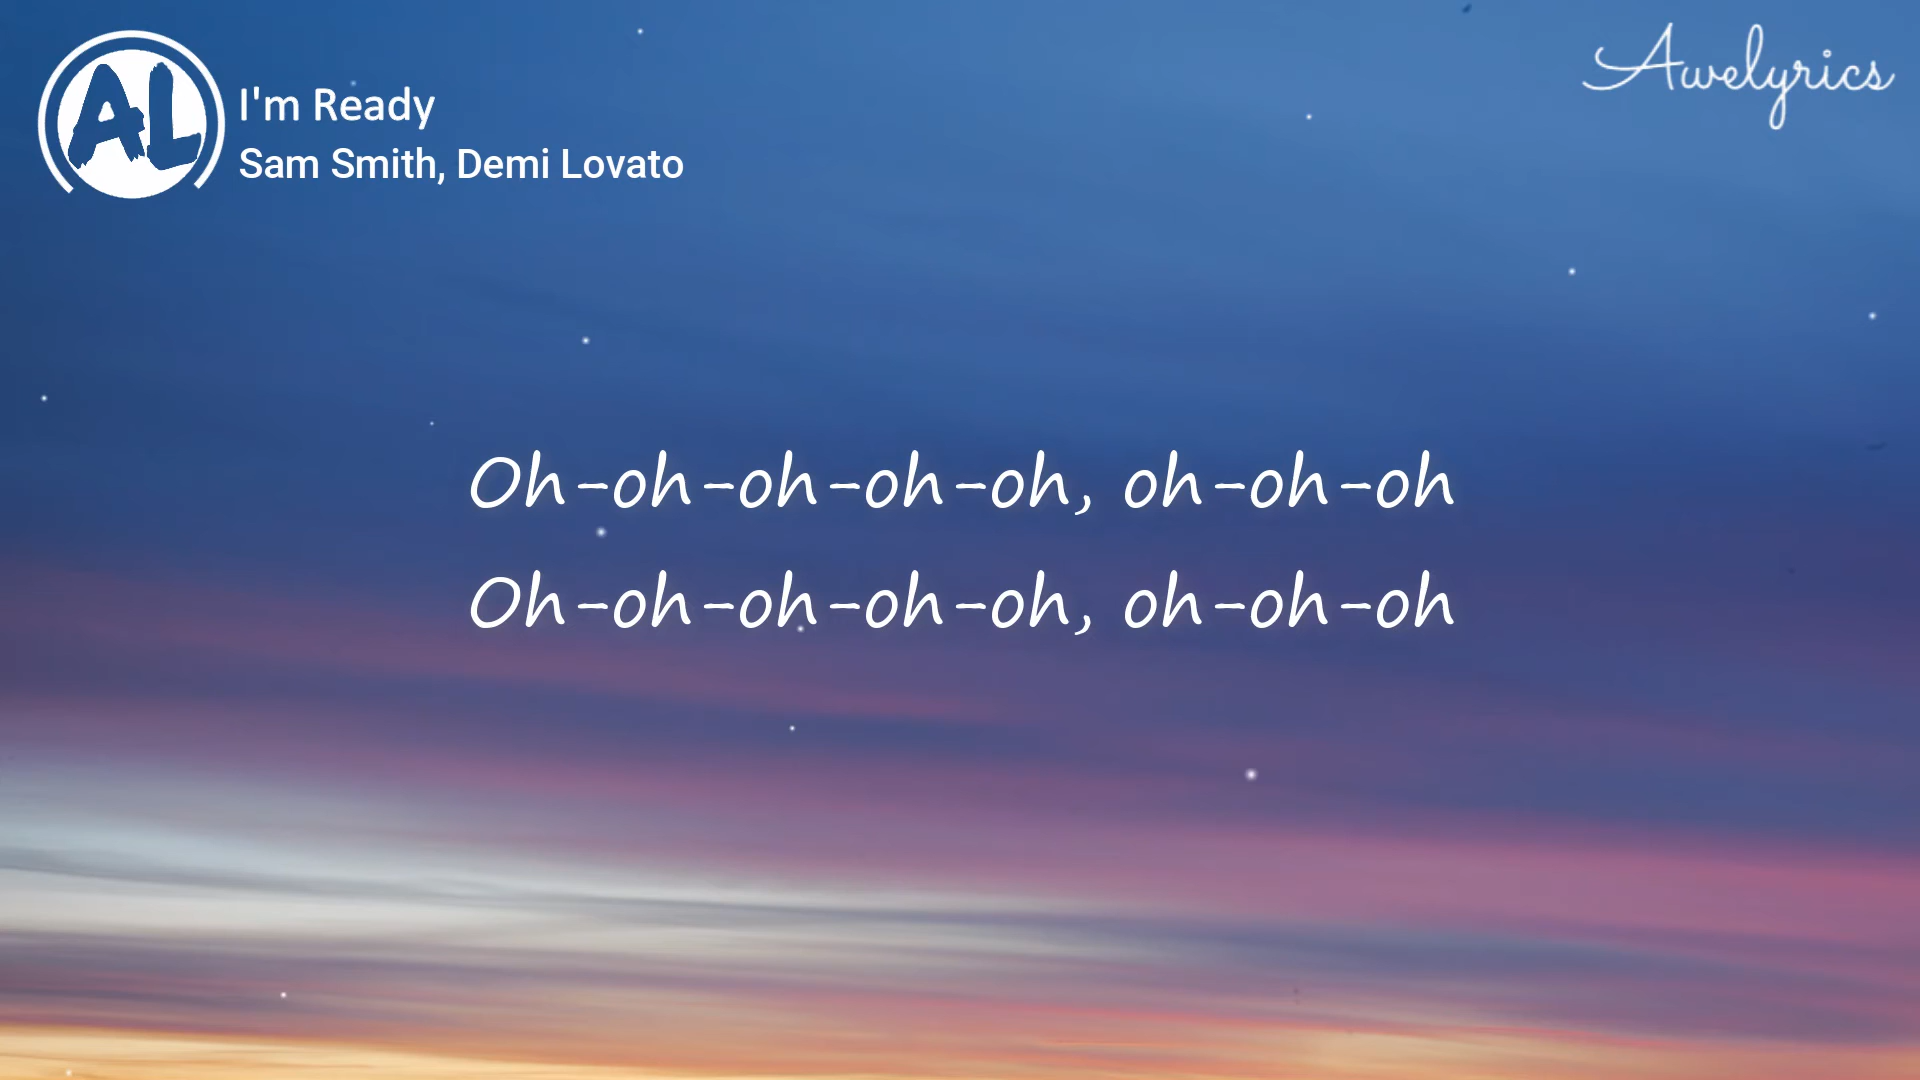 AL
I'm Ready
Sam Smith, Demi Lovato
Awelyrics
Oh-oh-oh-oh-oh, oh-oh-oh
Oh-oh-oh-oh-oh, oh-oh-oh